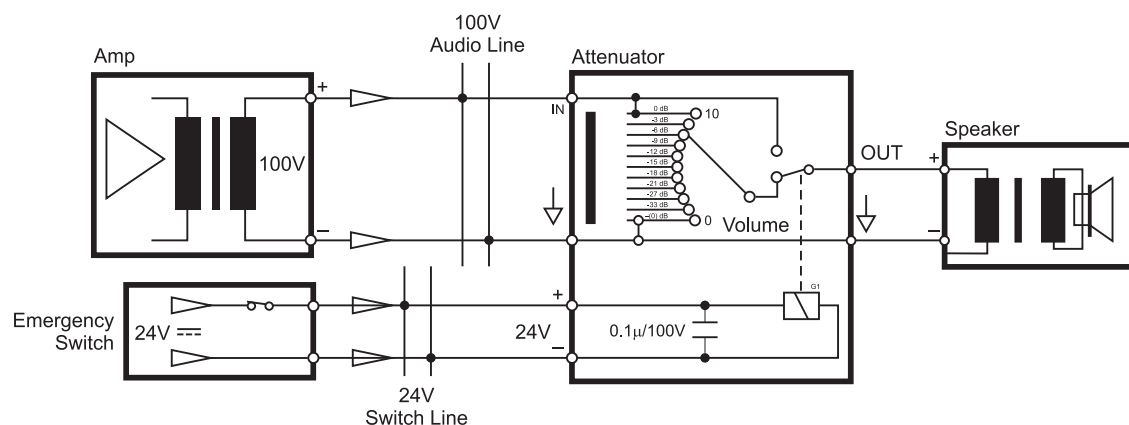 100V
Audio Line
Amp
Attenuator
+
IN
0 dB
10
-3 dB
-6 dB
-9 dB
-12 dB
-15 dB
-18 dB
-21 dB
-27 dB
-33 dB
–(0) dB
0
100V
Volume
OUT
Speaker
+
–
–
Emergency
Switch
24V
+
24V
–
0.1µ/100V
G1
24V
Switch Line